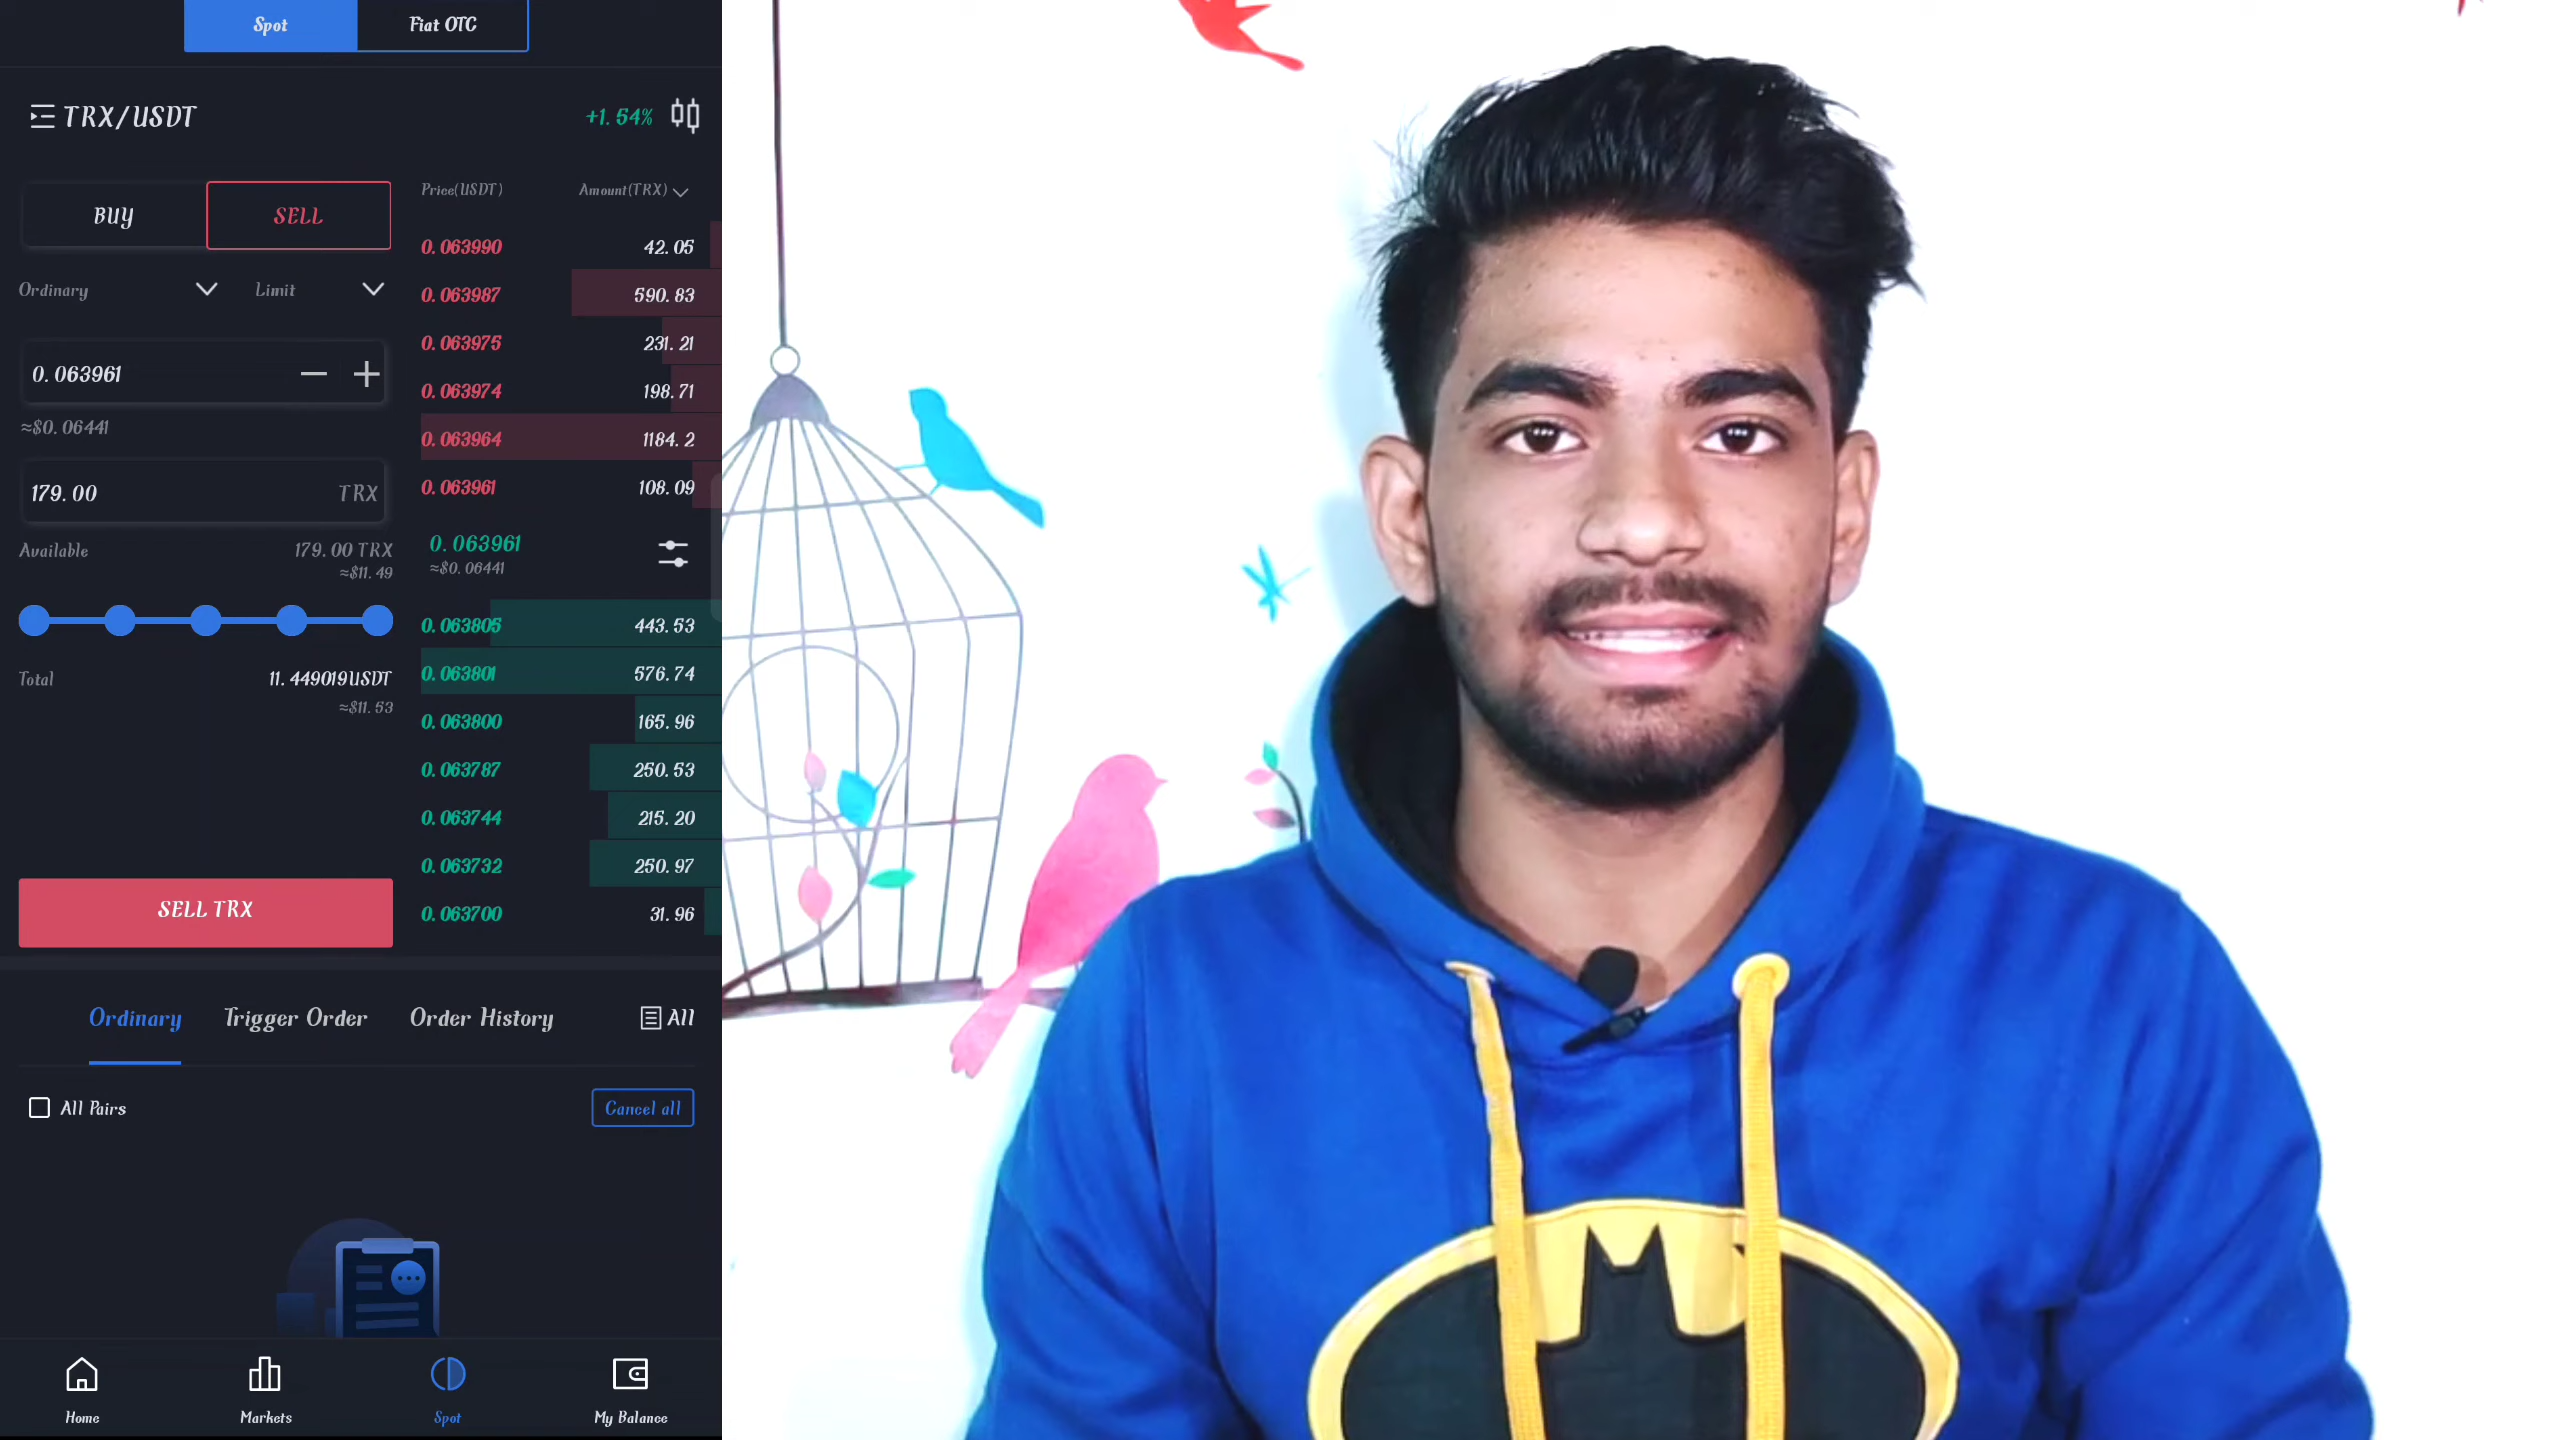 Spot Fiat OTC
TRX/USDT +1.54%
BUY SELL
Price(USDT) Amount(TRX)
0.063990 42.05
Ordinary Limit
0.063987 590.83
0.063975 231.21
0.063961
0.063974 198.71
≈$0.06441
0.063964 1184.2
179.00 TRX
0.063961 108.09
Available 179.00 TRX
≈$11.49
0.063961
≈$0.06441
0.063805 443.53
Total 11.449019USDT
≈$11.53
0.063801 576.74
0.063800 165.96
0.063787 250.53
0.063744 215.20
0.063732 250.97
0.063700 31.96
SELL TRX
Ordinary Trigger Order Order History All
All Pairs Cancel all
Home Markets Spot My Balance